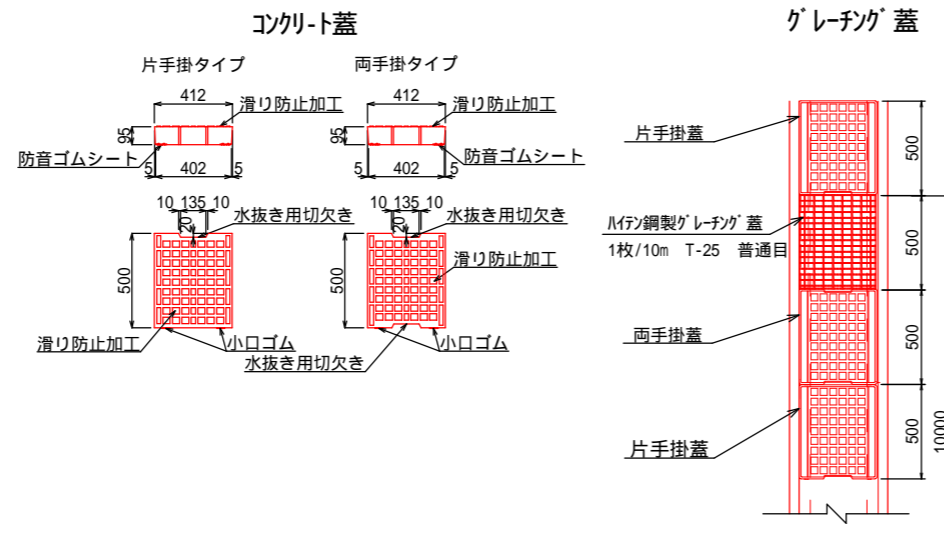 コンクリート蓋
グレーチング蓋
片手掛タイプ
両手掛タイプ
412
滑り防止加工
412
滑り防止加工
95
95
防音ゴムシート
5
402
5
5
402
5
防音ゴムシート
10 135 10
20
水抜き用切欠き
10 135 10
20
水抜き用切欠き
500
500
滑り防止加工
滑り防止加工
小口ゴム
小口ゴム
水抜き用切欠き
片手掛蓋
500
ハイテン鋼製グレーチング蓋
1枚/10m T-25 普通目
500
両手掛蓋
500
片手掛蓋
500
10000